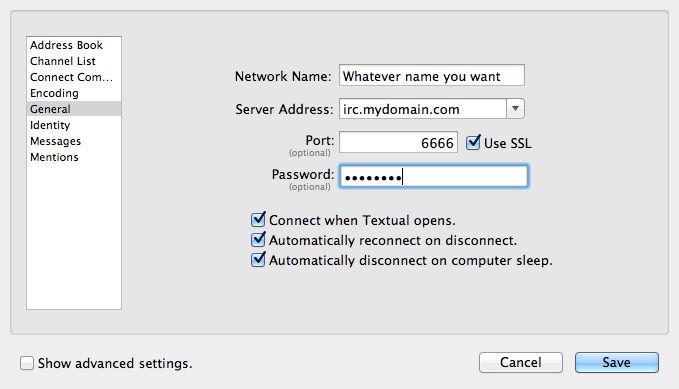 Address Book
Channel List
Connect Com...
Encoding
General
Identity
Messages
Mentions
Network Name: Whatever name you want
Server Address: irc.mydomain.com
Port: 6666 Use SSL
(optional)
Password: ••••••••
(optional)
Connect when Textual opens.
Automatically reconnect on disconnect.
Automatically disconnect on computer sleep.
Show advanced settings. Cancel Save